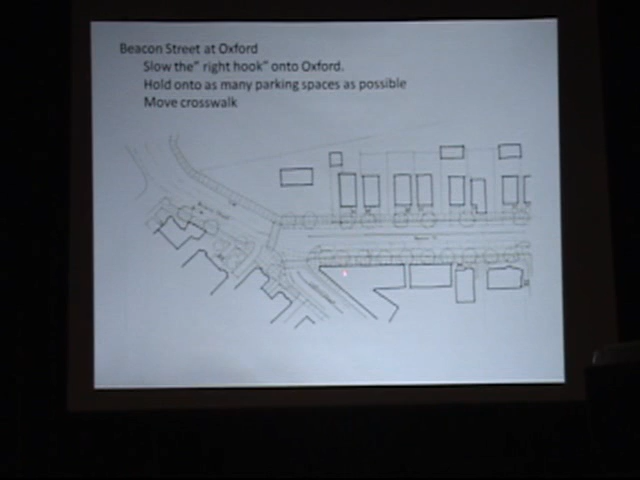 Beacon Street at Oxford
Slow the" right hook" onto Oxford.
Hold onto as many parking spaces as possible
Move crosswalk